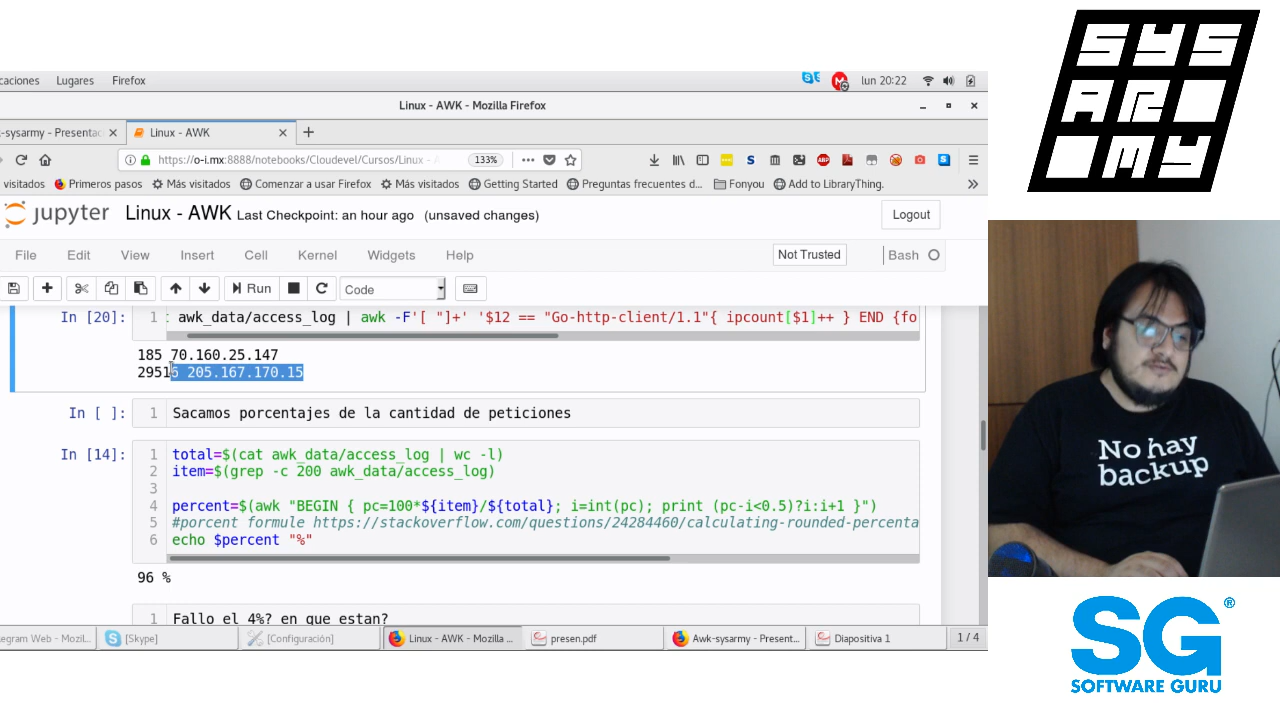 caciones Lugares Firefox lun 20:22
Linux - AWK - Mozilla Firefox
-sysarmy - Presentac Linux - AWK
https://o-i.mx:8888/notebooks/Cloudevel/Cursos/Linux - A 133%
visitados Primeros pasos Más visitados Comenzar a usar Firefox Más visitados Getting Started Preguntas frecuentes d... Fonyou Add to LibraryThing.
jupyter Linux - AWK Last Checkpoint: an hour ago (unsaved changes) Logout
File Edit View Insert Cell Kernel Widgets Help Not Trusted Bash
Run Code
In [20]: 1 : awk_data/access_log | awk -F'[ "]+' '$12 == "Go-http-client/1.1"{ ipcount[$1]++ } END {fo
185 70.160.25.147
29516 205.167.170.15
In [ ]: 1 Sacamos porcentajes de la cantidad de peticiones
In [14]: 1 total=$(cat awk_data/access_log | wc -l)
2 item=$(grep -c 200 awk_data/access_log)
3
4 percent=$(awk "BEGIN { pc=100*${item}/${total}; i=int(pc); print (pc-i<0.5)?i:i+1 }")
5 #porcent formule https://stackoverflow.com/questions/24284460/calculating-rounded-percenta
6 echo $percent "%"
96 %
1 Fallo el 4%? en que estan?
legram Web - Mozil... [Skype] [Configuración] Linux - AWK - Mozilla ... presen.pdf Awk-sysarmy - Present... Diapositiva 1 1 / 4
SYS
AR
MY
No hay
backup
SG®
SOFTWARE GURU